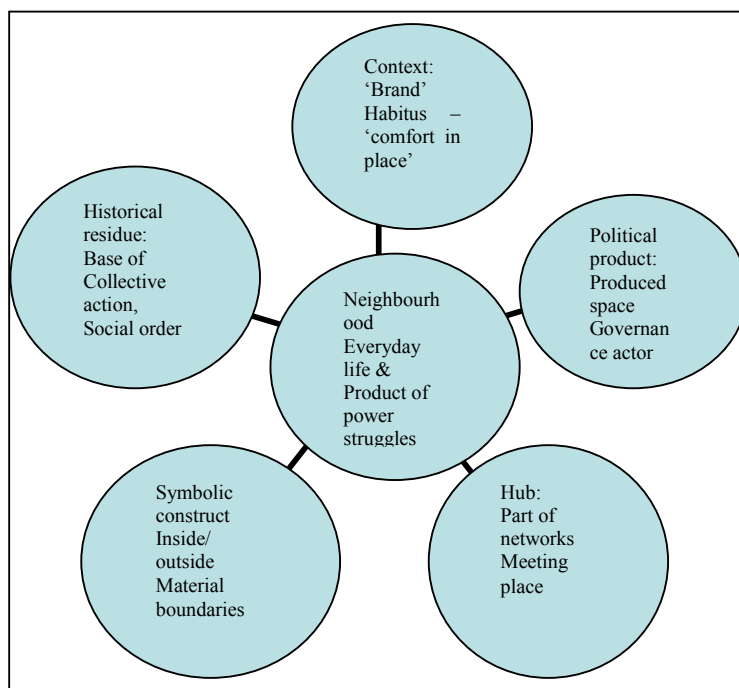 Context:
‘Brand’
Habitus –
‘comfort in
place’
Historical
residue:
Base of
Collective
action,
Social order
Political
product:
Produced
space
Governan
ce actor
Neighbourh
ood
Everyday
life &
Product of
power
struggles
Symbolic
construct
Inside/
outside
Material
boundaries
Hub:
Part of
networks
Meeting
place